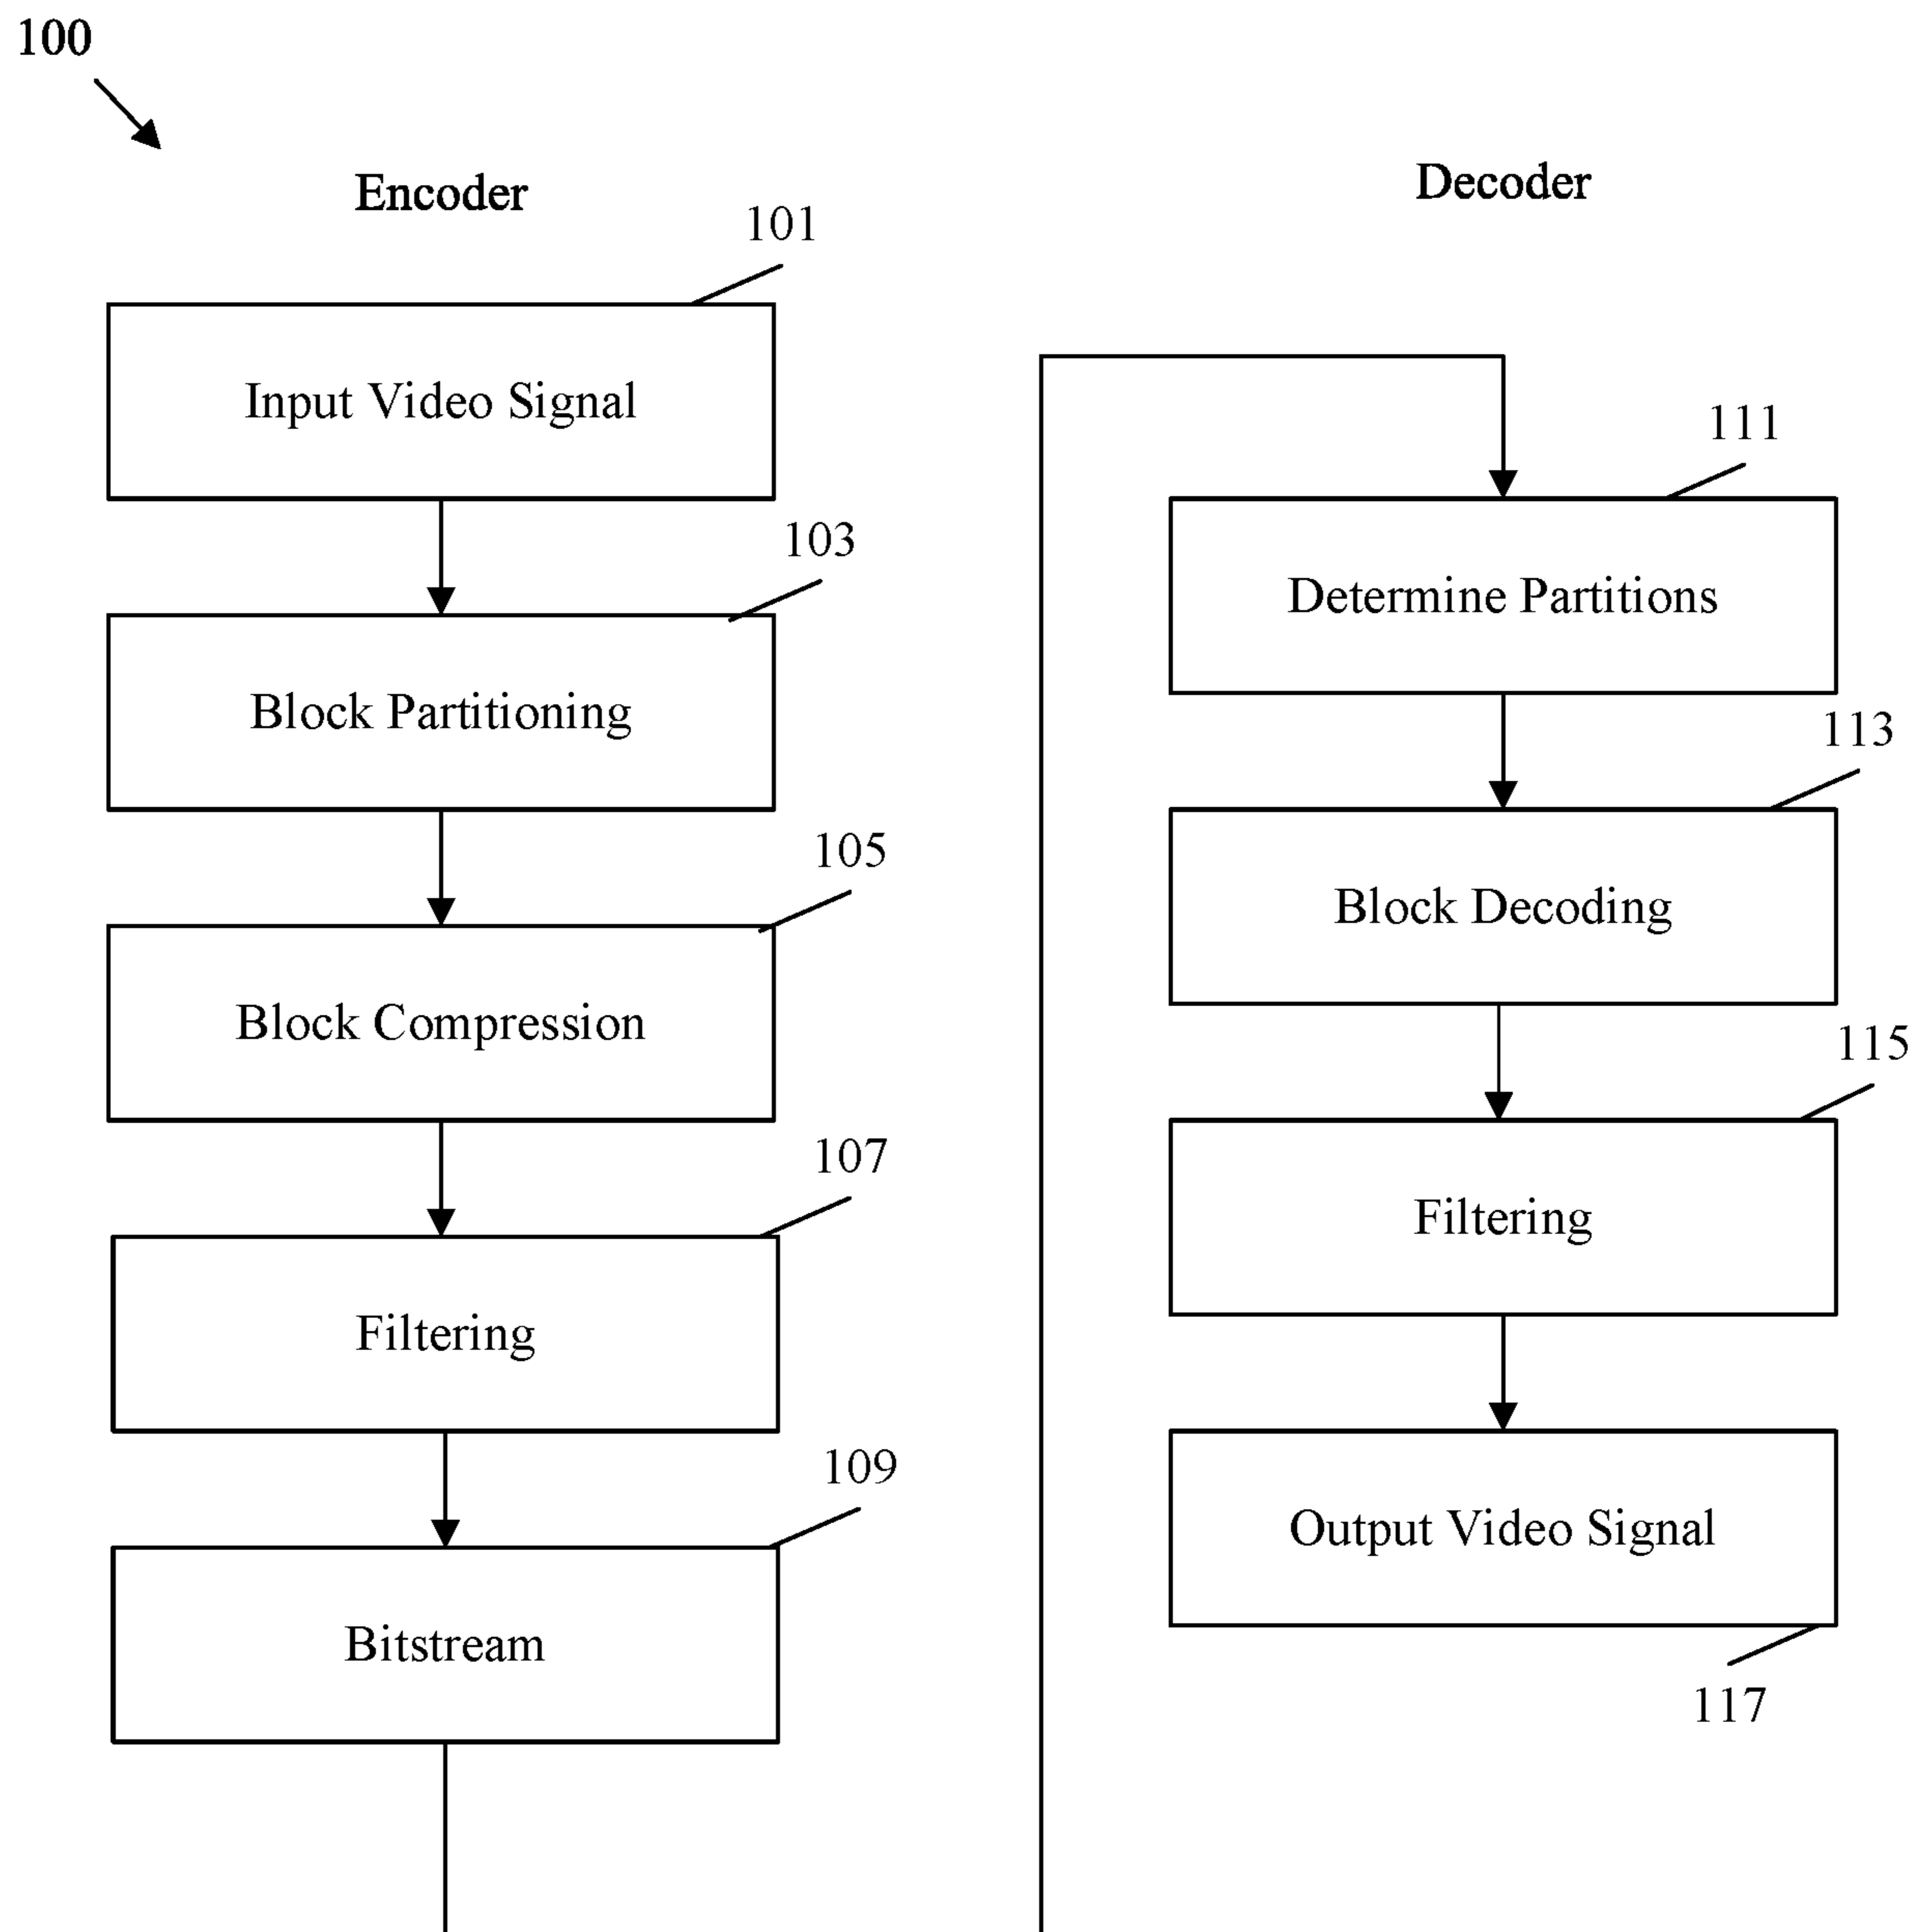 100
Encoder
101
Input Video Signal
103
Block Partitioning
105
Block Compression
107
Filtering
109
Bitstream
Decoder
111
Determine Partitions
113
Block Decoding
115
Filtering
Output Video Signal
117